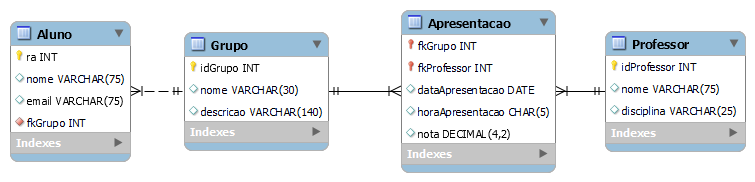 Aluno
ra INT
nome VARCHAR(75)
email VARCHAR(75)
fkGrupo INT
Indexes
Grupo
idGrupo INT
nome VARCHAR(30)
descricao VARCHAR(140)
Indexes
Apresentacao
fkGrupo INT
fkProfessor INT
dataApresentacao DATE
horaApresentacao CHAR(5)
nota DECIMAL(4,2)
Indexes
Professor
idProfessor INT
nome VARCHAR(75)
disciplina VARCHAR(25)
Indexes